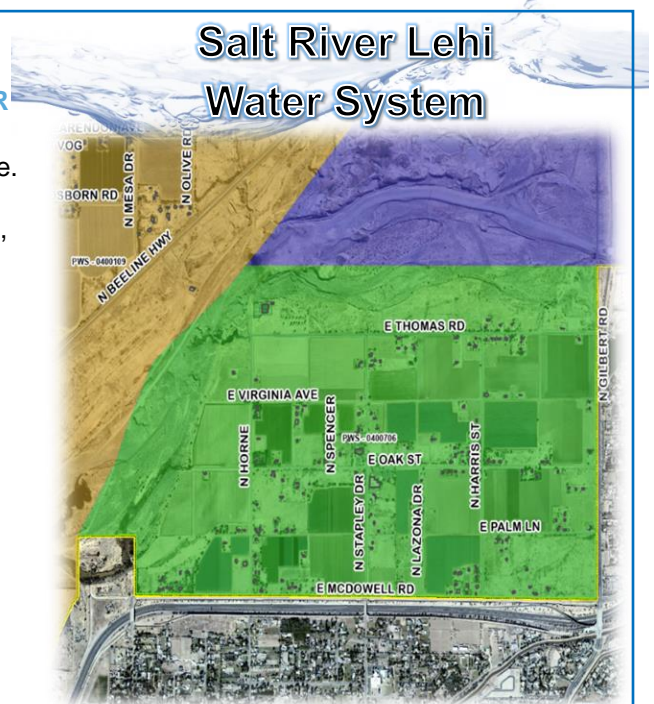 Salt River Lehi
Water System
R
e.
,
VOG
SBORN RD
N MESA DR
N OLIVE RD
PWS - 0400109
N BEELINE HWY
E THOMAS RD
N GILBERT RD
E VIRGINIA AVE
N HORNE
N SPENCER
PWS - 0400706
E OAK ST
N HARRIS ST
N STAPLEY DR
N LAZONA DR
E PALM LN
E MCDOWELL RD